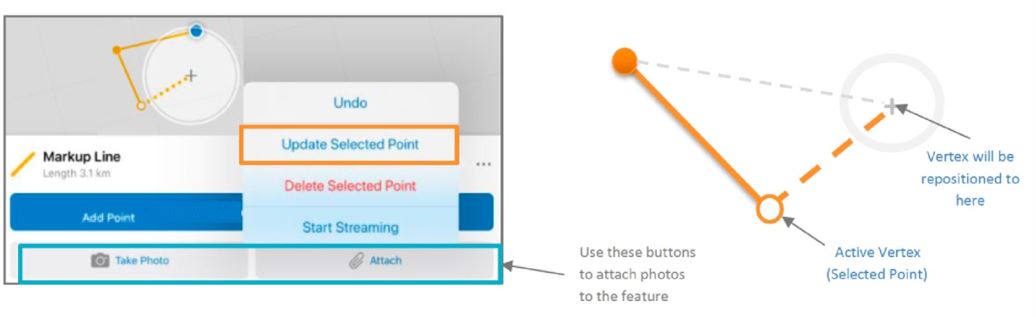 Undo
Update Selected Point
Markup Line
Length 3.1 km
Delete Selected Point
Add Point
Start Streaming
Take Photo
Attach
Use these buttons
to attach photos
to the feature
Vertex will be
repositioned to
here
Active Vertex
(Selected Point)